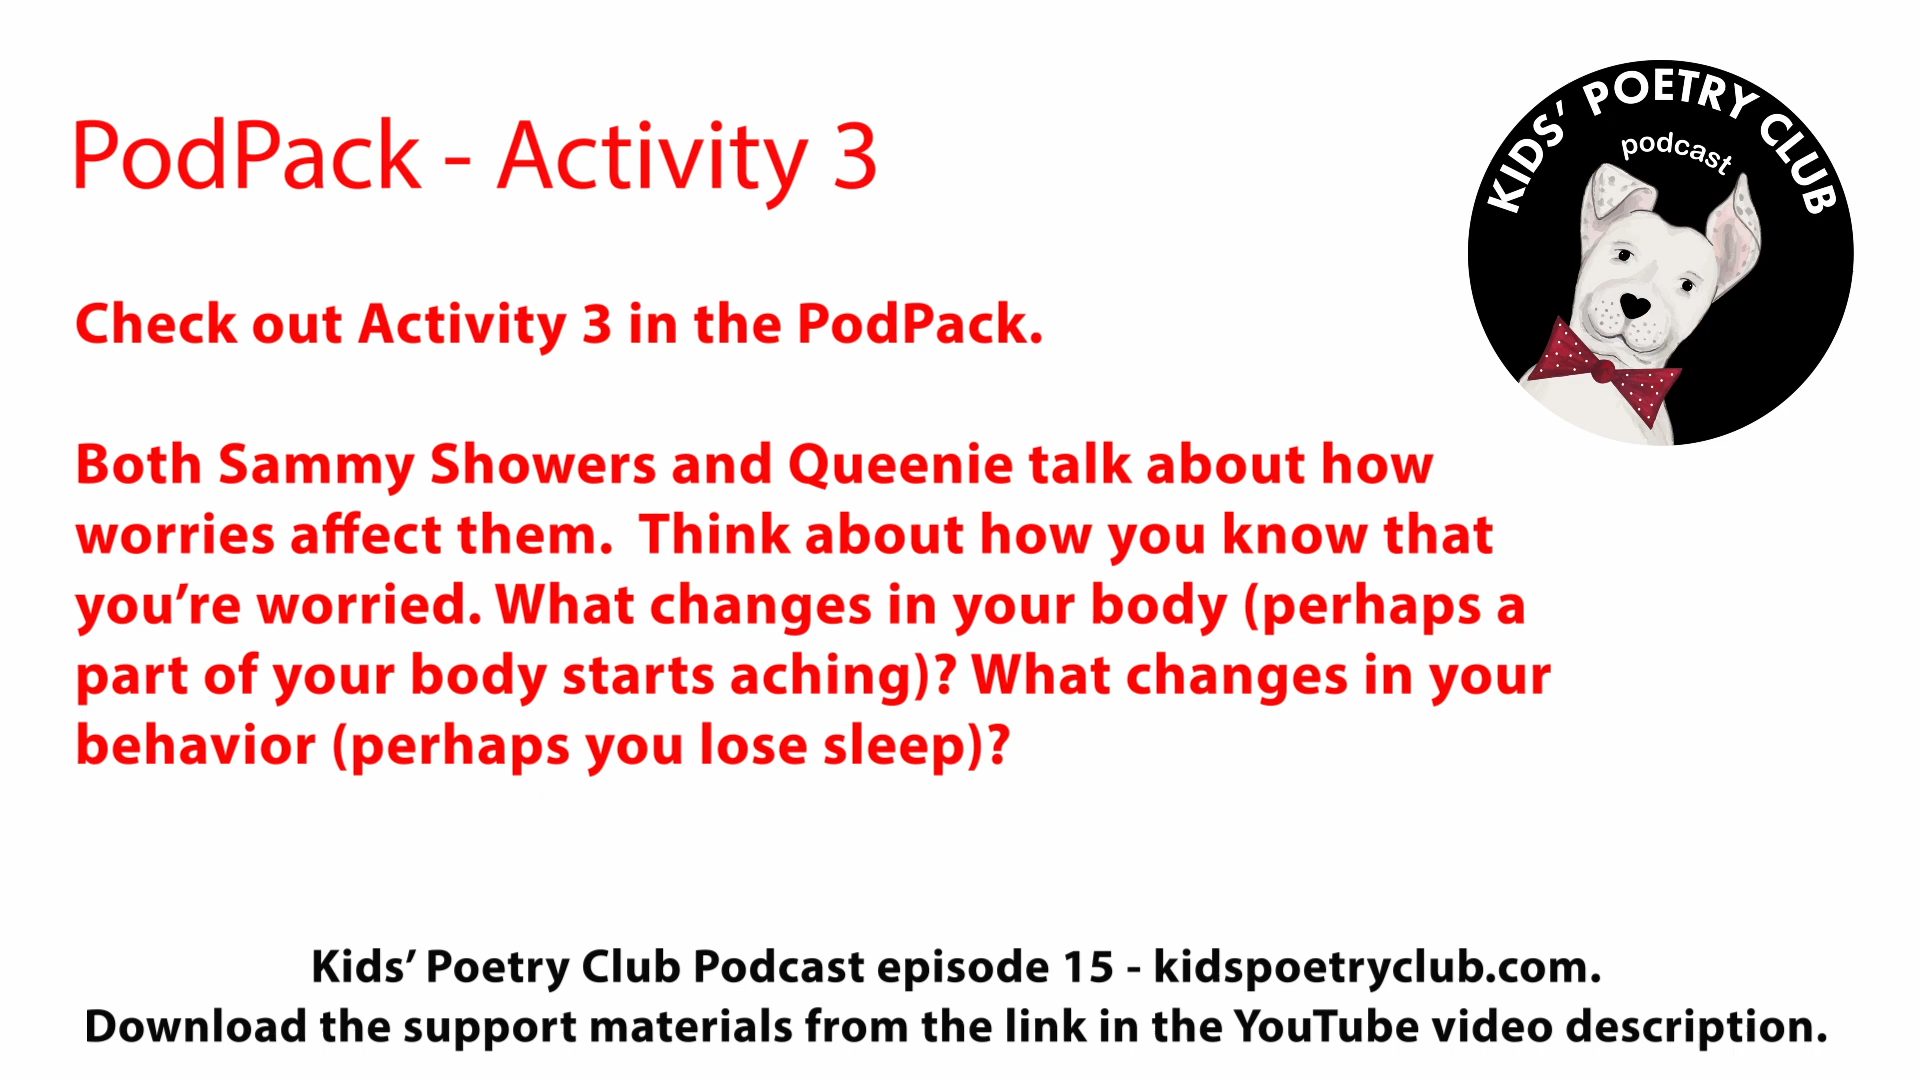 KIDS' POETRY CLUB
podcast
PodPack - Activity 3
Check out Activity 3 in the PodPack.
Both Sammy Showers and Queenie talk about how
worries affect them.  Think about how you know that
you’re worried. What changes in your body (perhaps a
part of your body starts aching)? What changes in your
behavior (perhaps you lose sleep)?
Kids’ Poetry Club Podcast episode 15 - kidspoetryclub.com.
Download the support materials from the link in the YouTube video description.